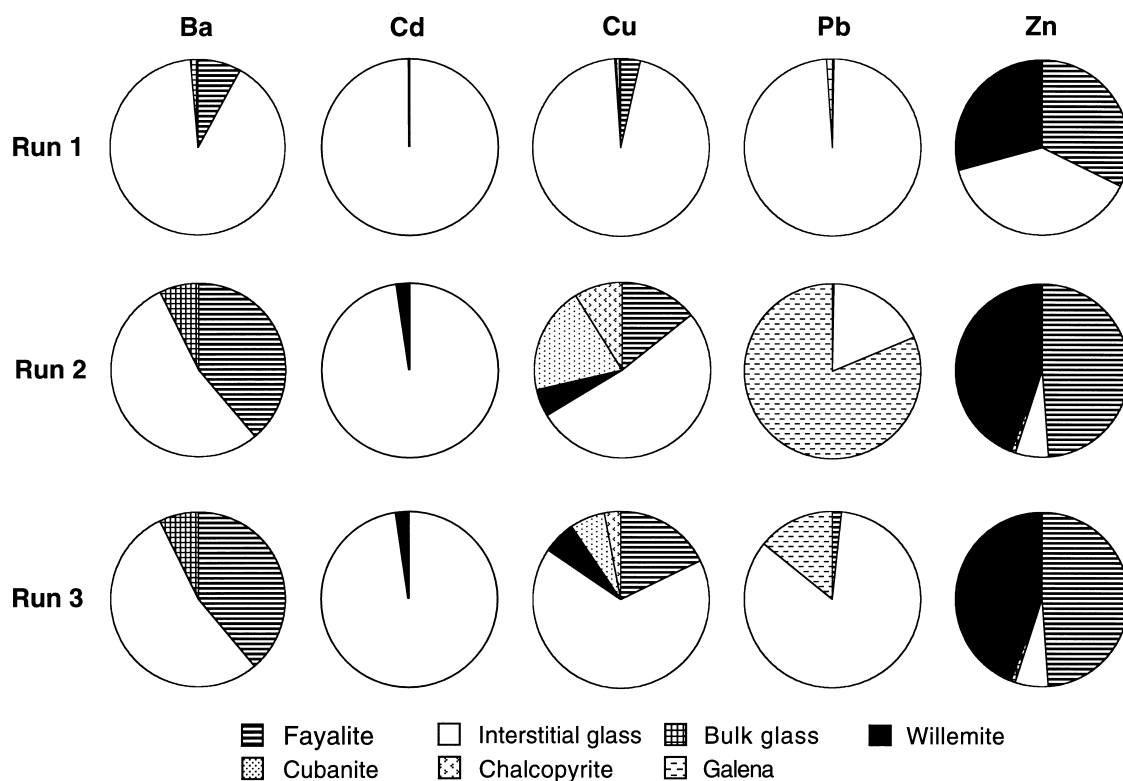 Ba Cd Cu Pb Zn
Run 1
Run 2
Run 3
Fayalite Interstitial glass Bulk glass Willemite
Cubanite Chalcopyrite Galena